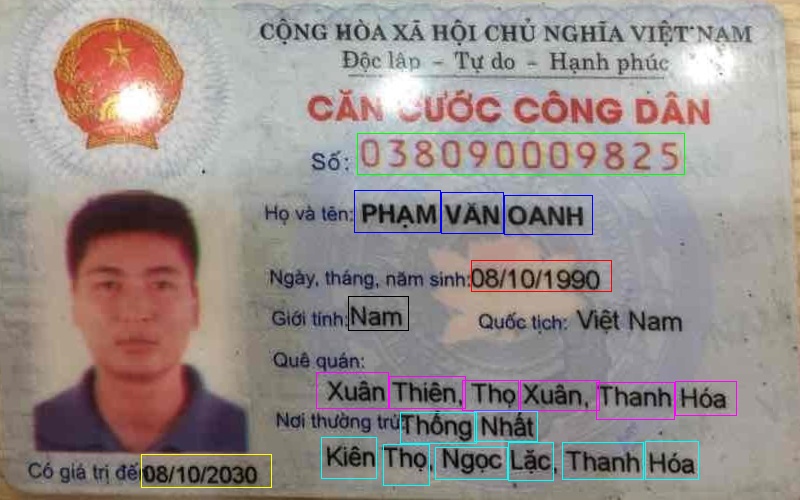 CỘNG HÒA XÃ HỘI CHỦ NGHĨA VIỆT NAM
Độc lập - Tự do - Hạnh phúc
CĂN CƯỚC CÔNG DÂN
Số: 038090009825
Họ và tên: PHẠM VĂN OANH
Ngày, tháng, năm sinh: 08/10/1990
Giới tính: Nam Quốc tịch: Việt Nam
Quê quán:
Xuân Thiên, Thọ Xuân, Thanh Hóa
Nơi thường trú: Thống Nhất
Kiên Thọ, Ngọc Lặc, Thanh Hóa
Có giá trị đến 08/10/2030